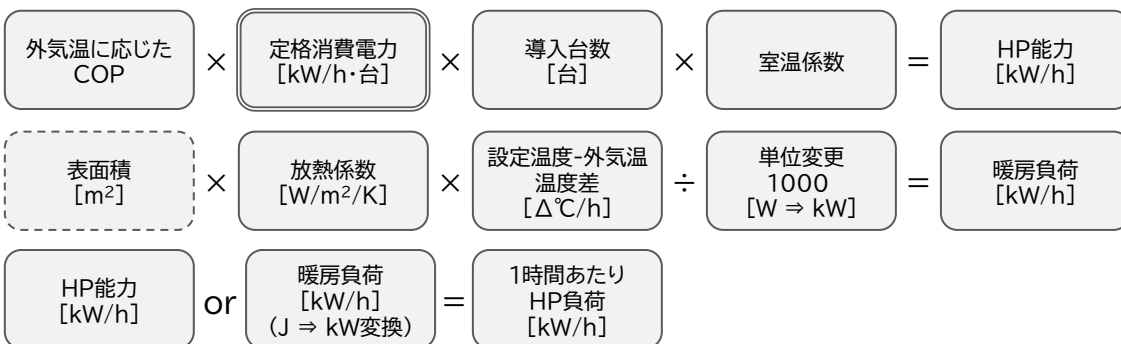 外気温に応じた
COP
×
定格消費電力
[kW/h・台]
×
導入台数
[台]
×
室温係数
=
HP能力
[kW/h]
表面積
[m²]
×
放熱係数
[W/m²/K]
×
設定温度-外気温
温度差
[Δ℃/h]
÷
単位変更
1000
[W ⇒ kW]
=
暖房負荷
[kW/h]
HP能力
[kW/h]
or
暖房負荷
[kW/h]
(J ⇒ kW変換)
=
1時間あたり
HP負荷
[kW/h]